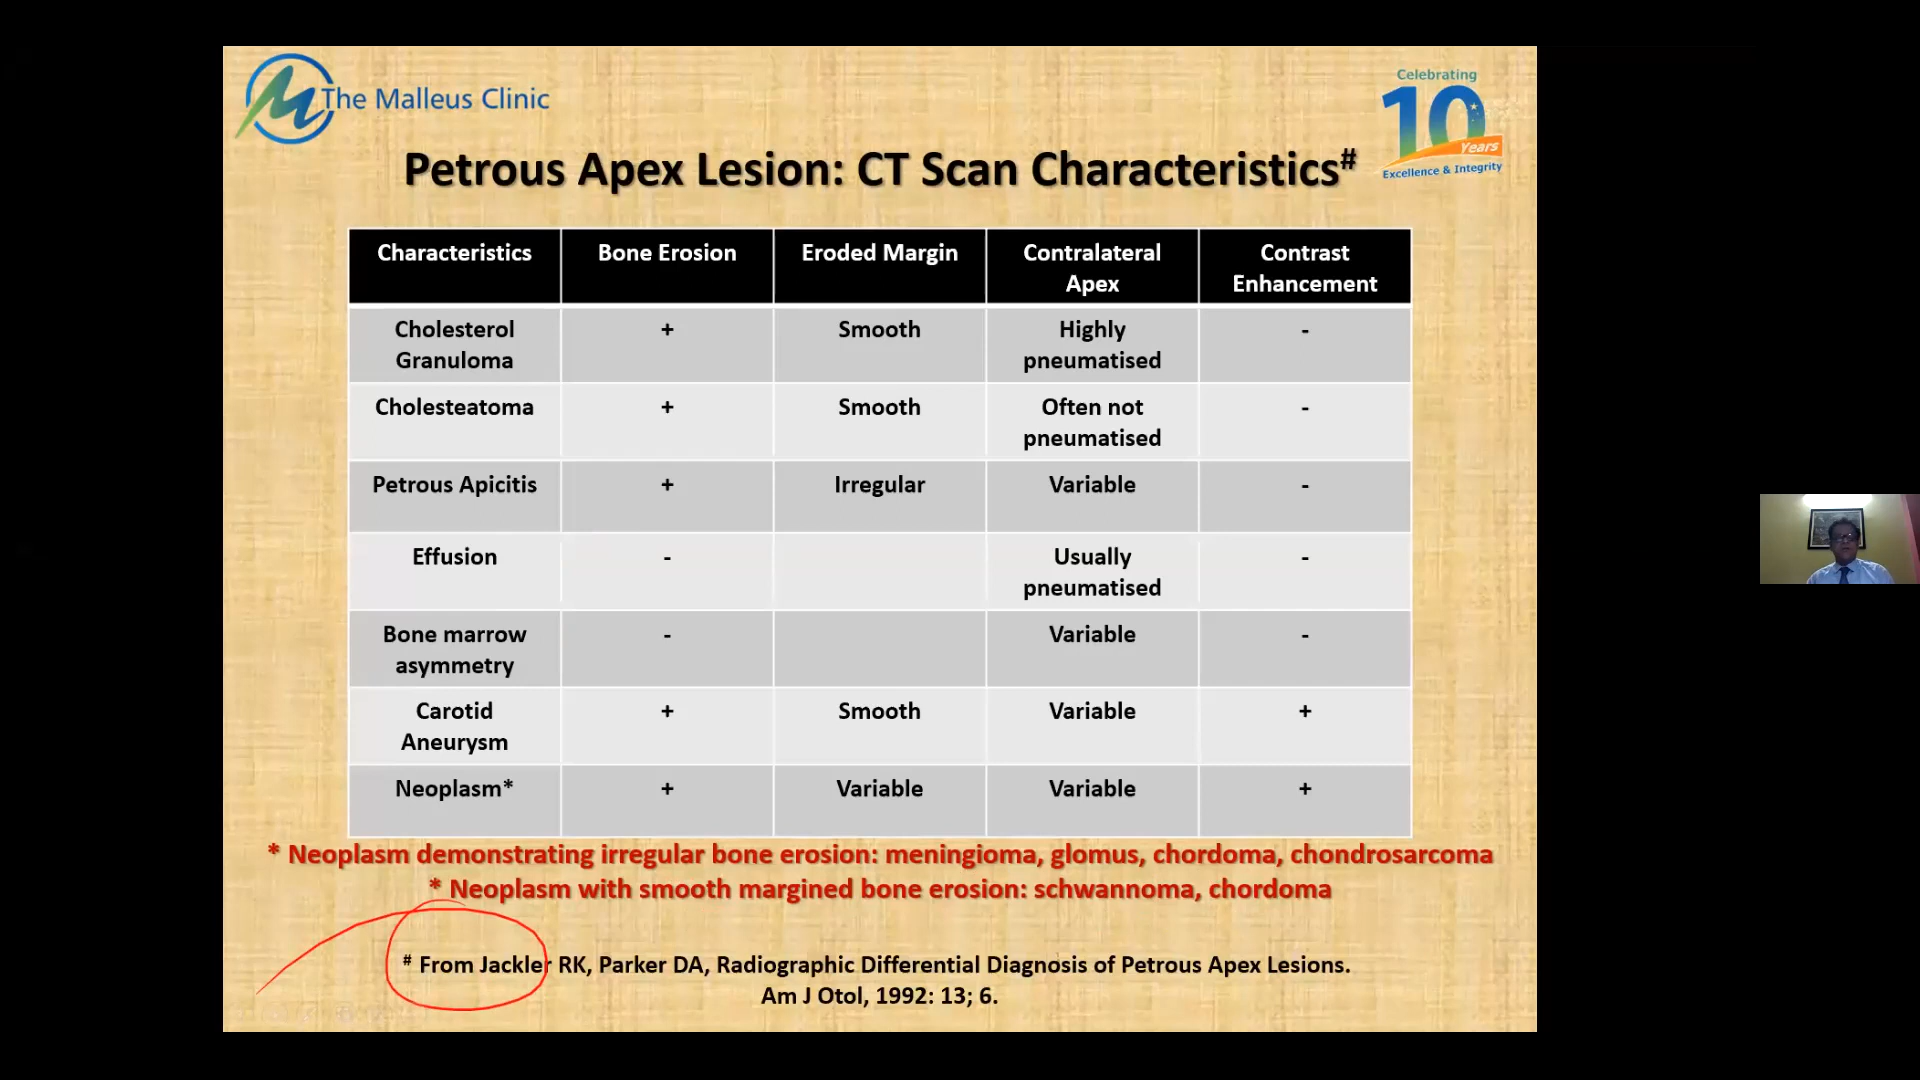 The Malleus Clinic
Celebrating
10
Years
Excellence & Integrity
Petrous Apex Lesion: CT Scan Characteristics#
Characteristics Bone Erosion Eroded Margin Contralateral Apex Contrast Enhancement
Cholesterol Granuloma + Smooth Highly pneumatised -
Cholesteatoma + Smooth Often not pneumatised -
Petrous Apicitis + Irregular Variable -
Effusion - Usually pneumatised -
Bone marrow asymmetry - Variable -
Carotid Aneurysm + Smooth Variable +
Neoplasm* + Variable Variable +
* Neoplasm demonstrating irregular bone erosion: meningioma, glomus, chordoma, chondrosarcoma
* Neoplasm with smooth margined bone erosion: schwannoma, chordoma
# From Jackler RK, Parker DA, Radiographic Differential Diagnosis of Petrous Apex Lesions.
Am J Otol, 1992: 13; 6.